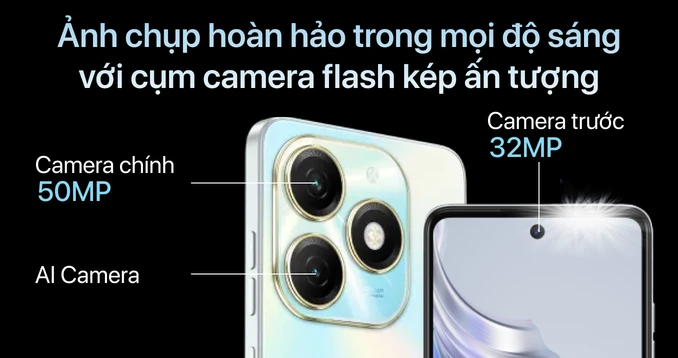 Ảnh chụp hoàn hảo trong mọi độ sáng
với cụm camera flash kép ấn tượng
Camera trước
32MP
Camera chính
50MP
AI Camera